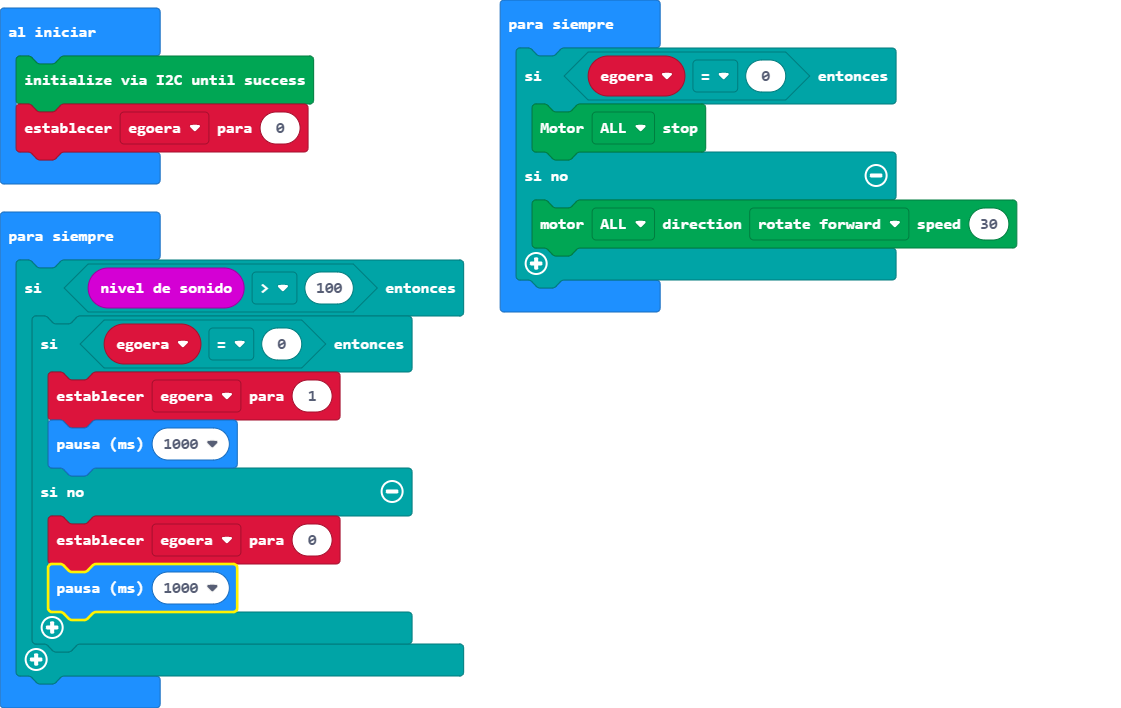 al iniciar
initialize via I2C until success
establecer egoera para 0
para siempre
si nivel de sonido > 100 entonces
si egoera = 0 entonces
establecer egoera para 1
pausa (ms) 1000
si no
establecer egoera para 0
pausa (ms) 1000
para siempre
si egoera = 0 entonces
Motor ALL stop
si no
motor ALL direction rotate forward speed 30